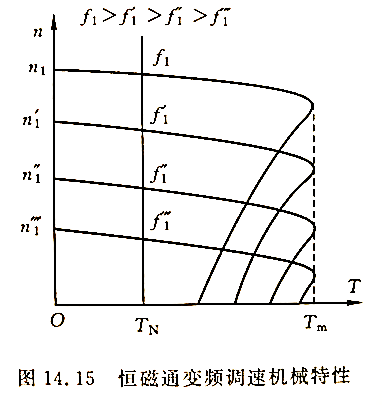 f₁>f₁′>f₁″>f₁‴
n
n₁
f₁
n₁′
f₁′
n₁″
f₁″
n₁‴
f₁‴
T
O
T_N
T_m
图 14.15 恒磁通变频调速机械特性